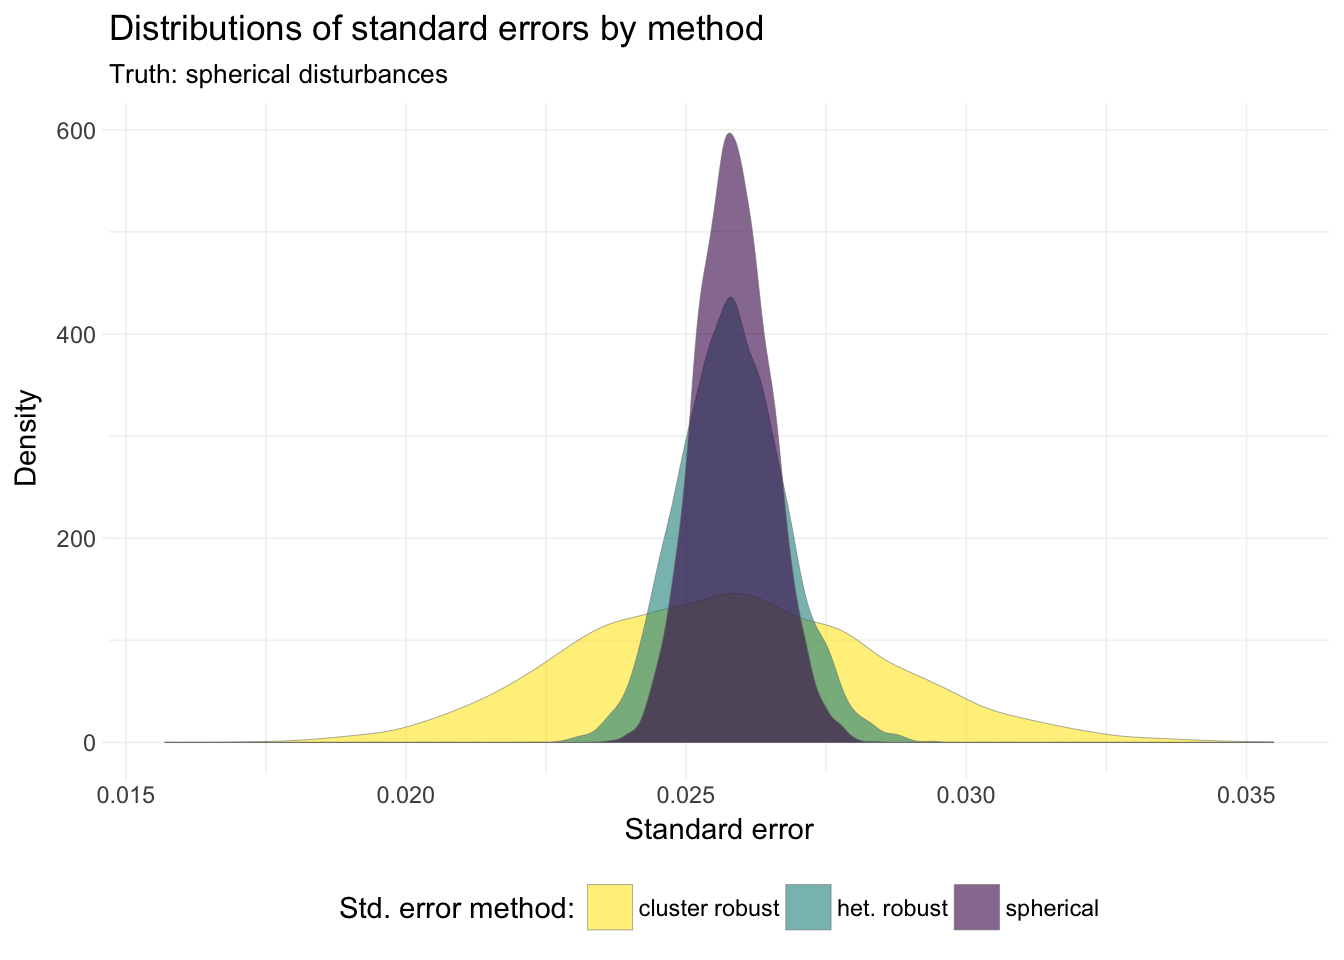 Distributions of standard errors by method
Truth: spherical disturbances
600
400
200
0
Density
0.015 0.020 0.025 0.030 0.035
Standard error
Std. error method: cluster robust het. robust spherical